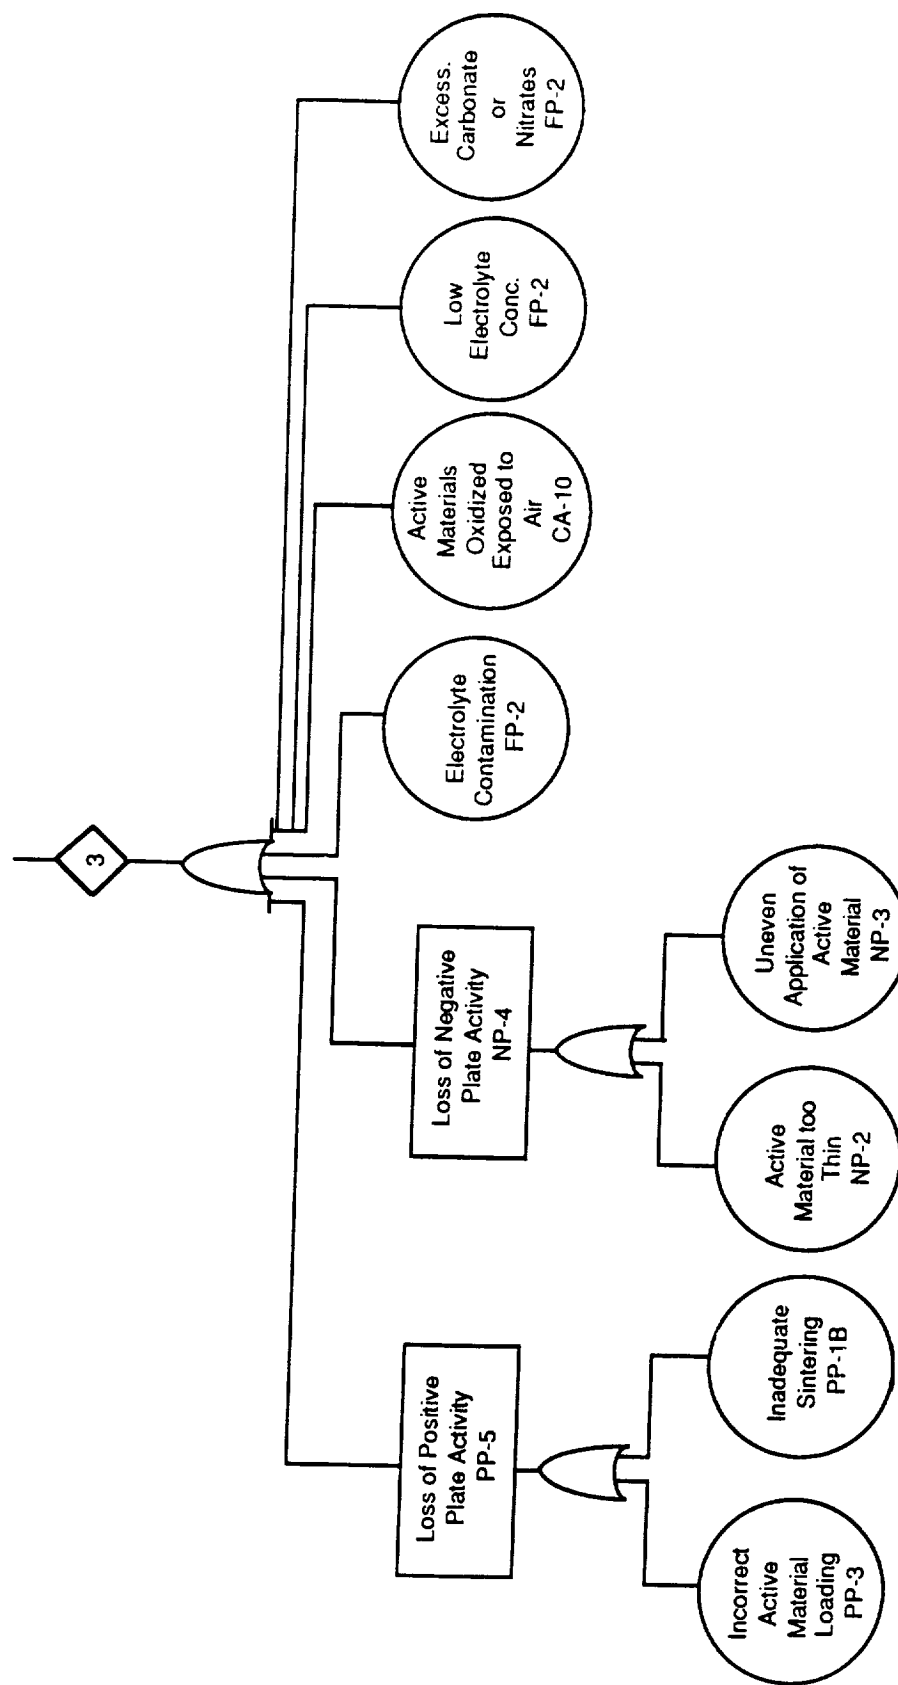 3
Loss of Positive
Plate Activity
PP-5
Loss of Negative
Plate Activity
NP-4
Electrolyte
Contamination
FP-2
Active
Materials
Oxidized
Exposed to
Air
CA-10
Low
Electrolyte
Conc.
FP-2
Excess.
Carbonate
or
Nitrates
FP-2
Incorrect
Active
Material
Loading
PP-3
Inadequate
Sintering
PP-1B
Active
Material too
Thin
NP-2
Uneven
Application of
Active
Material
NP-3